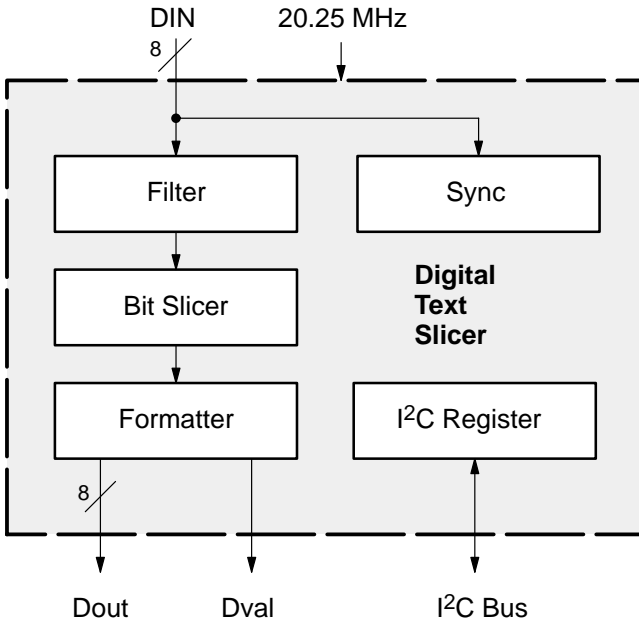 DIN
20.25 MHz
8
Filter
Sync
Digital
Text
Slicer
Bit Slicer
Formatter
I²C Register
8
Dout
Dval
I²C Bus